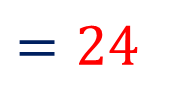 = 24